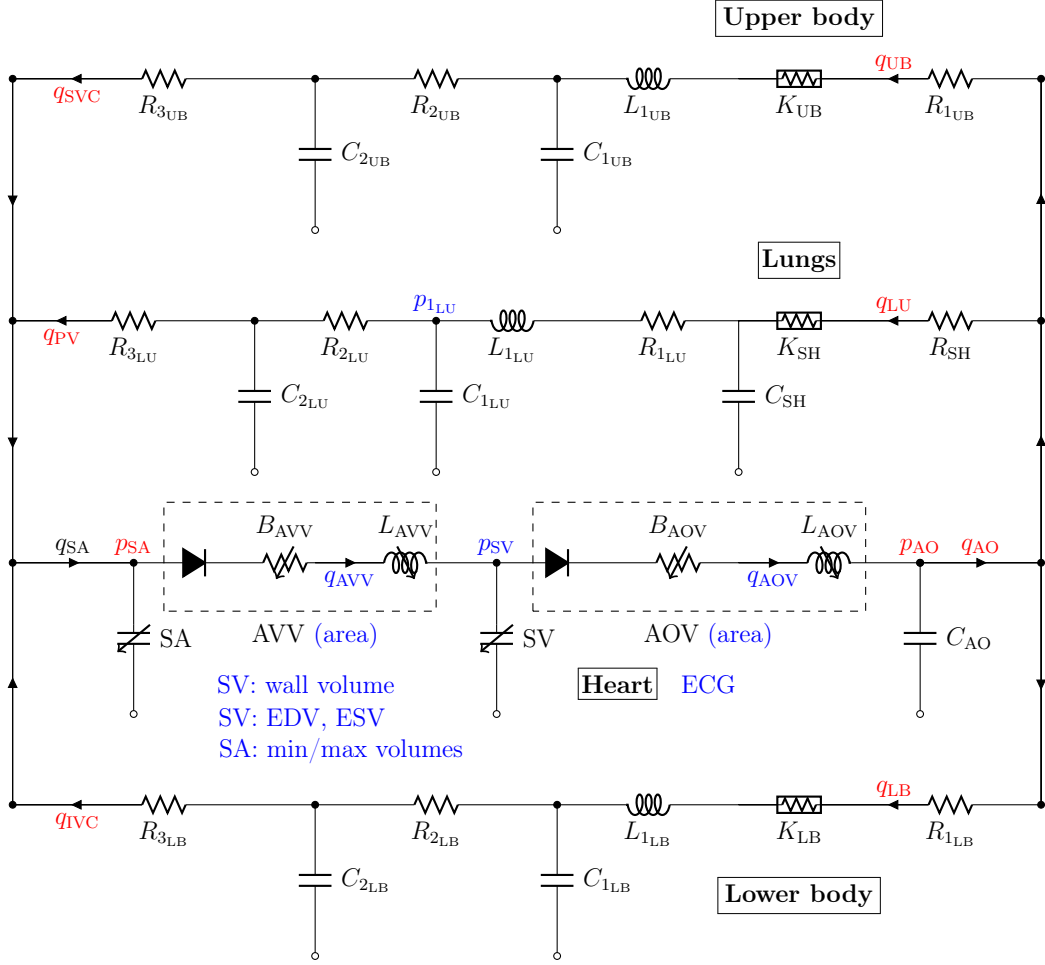 Upper body
q_SVC
R_3UB
R_2UB
L_1UB
K_UB
q_UB
R_1UB
C_2UB
C_1UB
Lungs
q_PV
R_3LU
R_2LU
p_1LU
L_1LU
R_1LU
K_SH
q_LU
R_SH
C_2LU
C_1LU
C_SH
q_SA
p_SA
B_AVV
q_AVV
L_AVV
p_SV
B_AOV
q_AOV
L_AOV
p_AO
q_AO
SA
AVV (area)
SV
AOV (area)
C_AO
SV: wall volume
SV: EDV, ESV
SA: min/max volumes
Heart ECG
q_IVC
R_3LB
R_2LB
L_1LB
K_LB
q_LB
R_1LB
C_2LB
C_1LB
Lower body